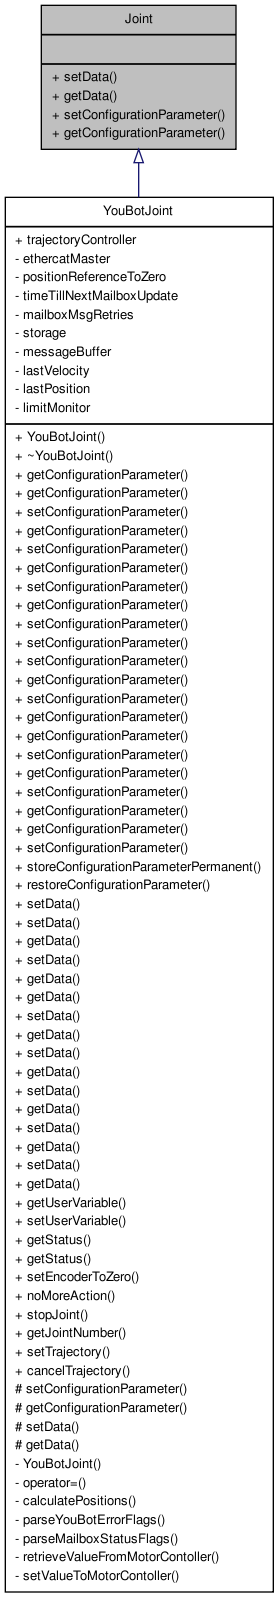 Joint
+ setData()
+ getData()
+ setConfigurationParameter()
+ getConfigurationParameter()
YouBotJoint
+ trajectoryController
- ethercatMaster
- positionReferenceToZero
- timeTillNextMailboxUpdate
- mailboxMsgRetries
- storage
- messageBuffer
- lastVelocity
- lastPosition
- limitMonitor
+ YouBotJoint()
+ ~YouBotJoint()
+ getConfigurationParameter()
+ getConfigurationParameter()
+ setConfigurationParameter()
+ getConfigurationParameter()
+ setConfigurationParameter()
+ getConfigurationParameter()
+ setConfigurationParameter()
+ getConfigurationParameter()
+ setConfigurationParameter()
+ setConfigurationParameter()
+ setConfigurationParameter()
+ getConfigurationParameter()
+ setConfigurationParameter()
+ getConfigurationParameter()
+ getConfigurationParameter()
+ setConfigurationParameter()
+ getConfigurationParameter()
+ setConfigurationParameter()
+ getConfigurationParameter()
+ getConfigurationParameter()
+ setConfigurationParameter()
+ storeConfigurationParameterPermanent()
+ restoreConfigurationParameter()
+ setData()
+ setData()
+ getData()
+ setData()
+ getData()
+ getData()
+ setData()
+ getData()
+ setData()
+ getData()
+ setData()
+ getData()
+ setData()
+ getData()
+ setData()
+ getData()
+ getUserVariable()
+ setUserVariable()
+ getStatus()
+ getStatus()
+ setEncoderToZero()
+ noMoreAction()
+ stopJoint()
+ getJointNumber()
+ setTrajectory()
+ cancelTrajectory()
# setConfigurationParameter()
# getConfigurationParameter()
# setData()
# getData()
- YouBotJoint()
- operator=()
- calculatePositions()
- parseYouBotErrorFlags()
- parseMailboxStatusFlags()
- retrieveValueFromMotorContoller()
- setValueToMotorContoller()